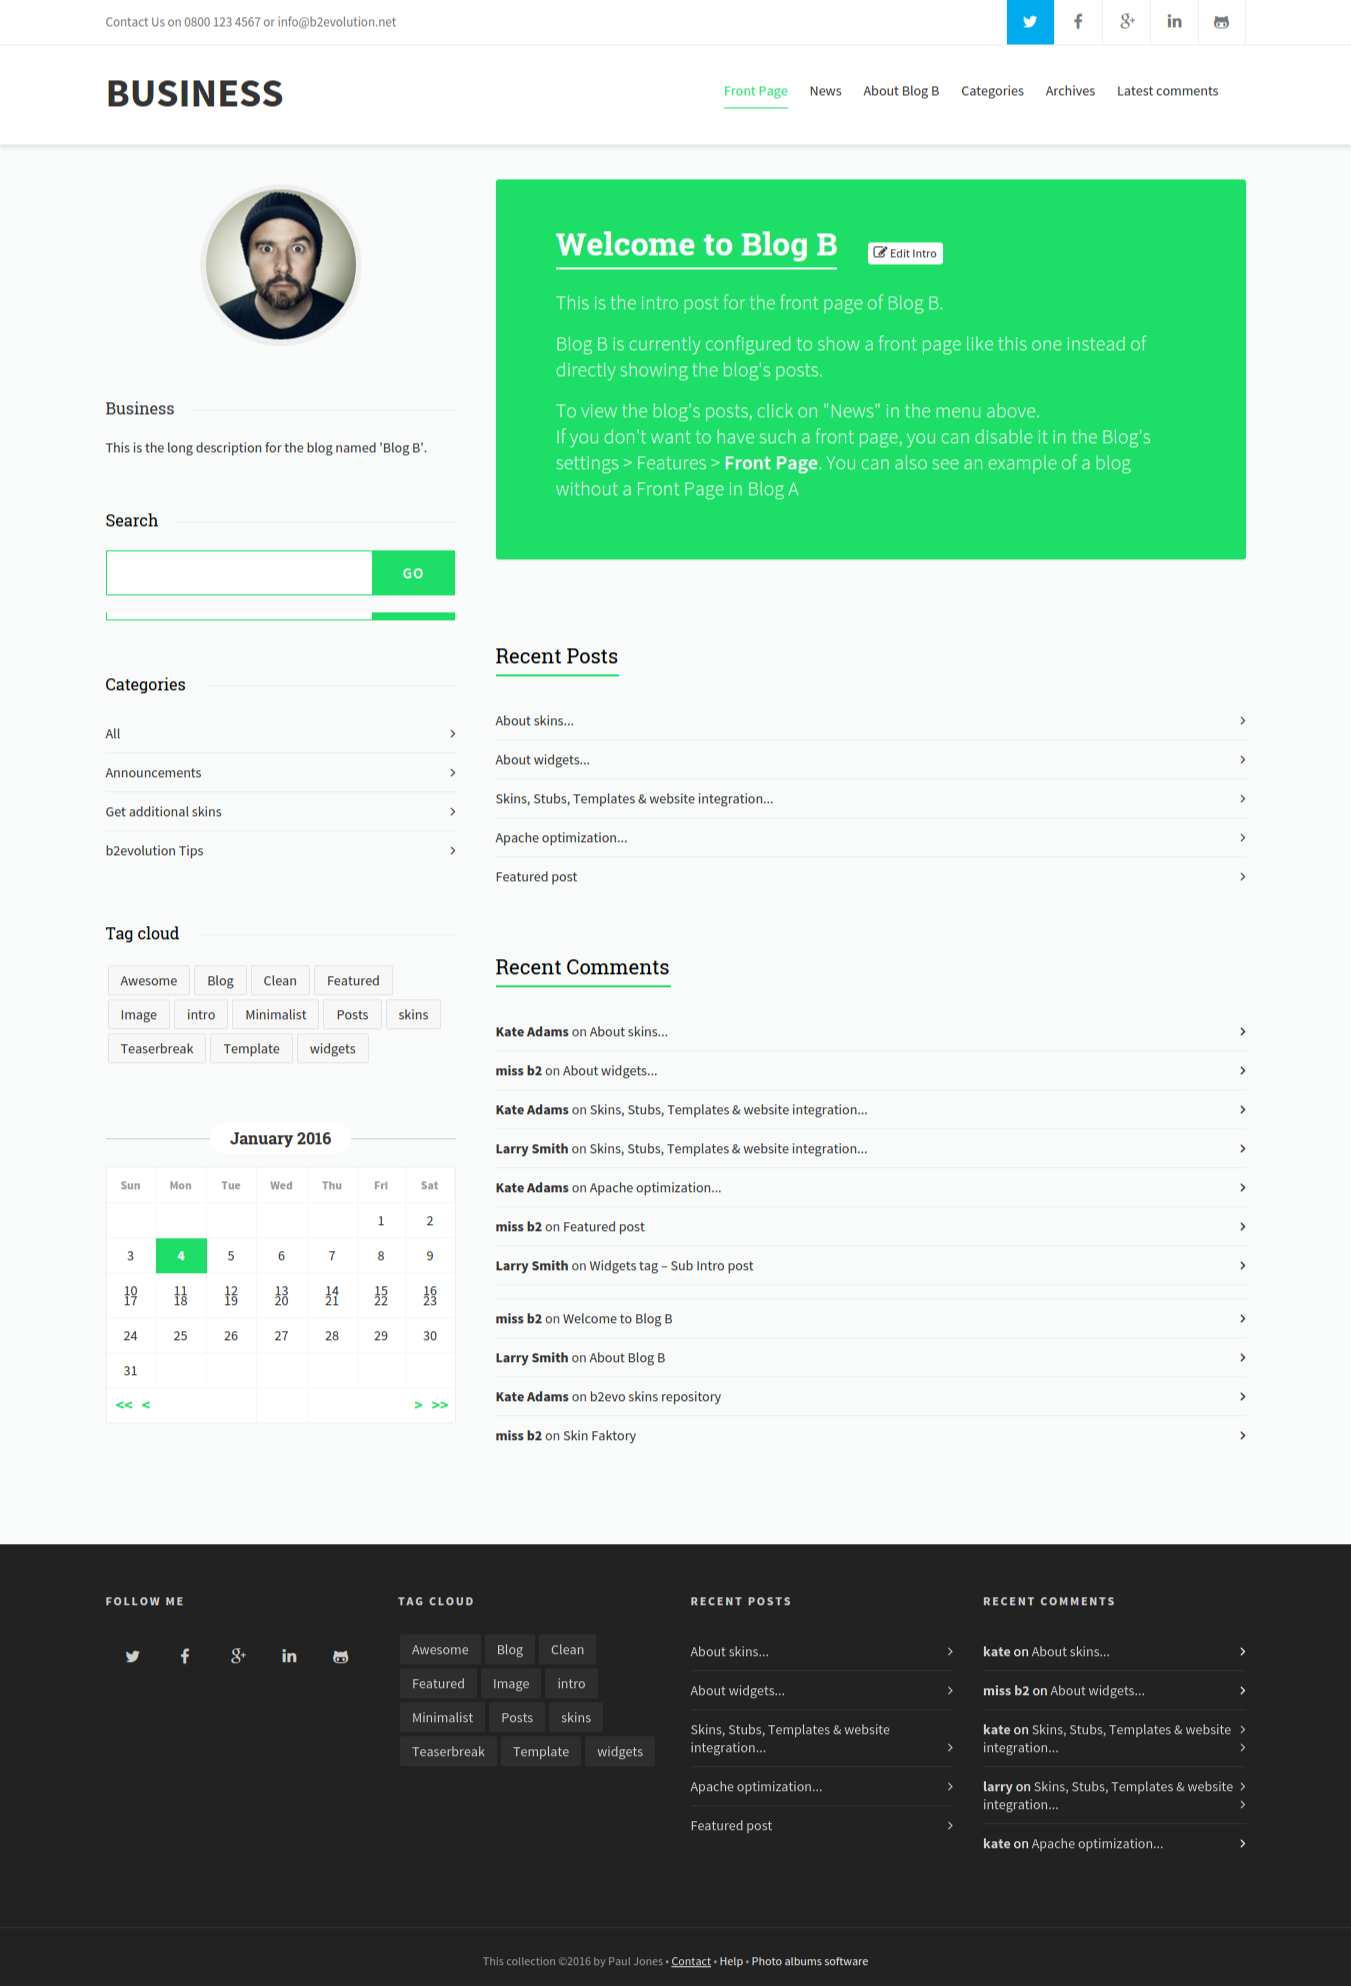 Contact Us on 0800 123 4567 or info@b2evolution.net
BUSINESS
Front Page News About Blog B Categories Archives Latest comments
Business
This is the long description for the blog named 'Blog B'.
Search
GO
Categories
All
Announcements
Get additional skins
b2evolution Tips
Tag cloud
Awesome Blog Clean Featured
Image intro Minimalist Posts skins
Teaserbreak Template widgets
January 2016
Sun Mon Tue Wed Thu Fri Sat
1 2
3 4 5 6 7 8 9
10 11 12 13 14 15 16
17 18 19 20 21 22 23
24 25 26 27 28 29 30
31
<< < > >>
Welcome to Blog B Edit Intro
This is the intro post for the front page of Blog B.
Blog B is currently configured to show a front page like this one instead of
directly showing the blog's posts.
To view the blog's posts, click on "News" in the menu above.
If you don't want to have such a front page, you can disable it in the Blog's
settings > Features > Front Page. You can also see an example of a blog
without a Front Page in Blog A
Recent Posts
About skins...
About widgets...
Skins, Stubs, Templates & website integration...
Apache optimization...
Featured post
Recent Comments
Kate Adams on About skins...
miss b2 on About widgets...
Kate Adams on Skins, Stubs, Templates & website integration...
Larry Smith on Skins, Stubs, Templates & website integration...
Kate Adams on Apache optimization...
miss b2 on Featured post
Larry Smith on Widgets tag – Sub Intro post
miss b2 on Welcome to Blog B
Larry Smith on About Blog B
Kate Adams on b2evo skins repository
miss b2 on Skin Faktory
FOLLOW ME
TAG CLOUD
Awesome Blog Clean
Featured Image intro
Minimalist Posts skins
Teaserbreak Template widgets
RECENT POSTS
About skins...
About widgets...
Skins, Stubs, Templates & website
integration...
Apache optimization...
Featured post
RECENT COMMENTS
kate on About skins...
miss b2 on About widgets...
kate on Skins, Stubs, Templates & website
integration...
larry on Skins, Stubs, Templates & website
integration...
kate on Apache optimization...
This collection ©2016 by Paul Jones • Contact • Help • Photo albums software